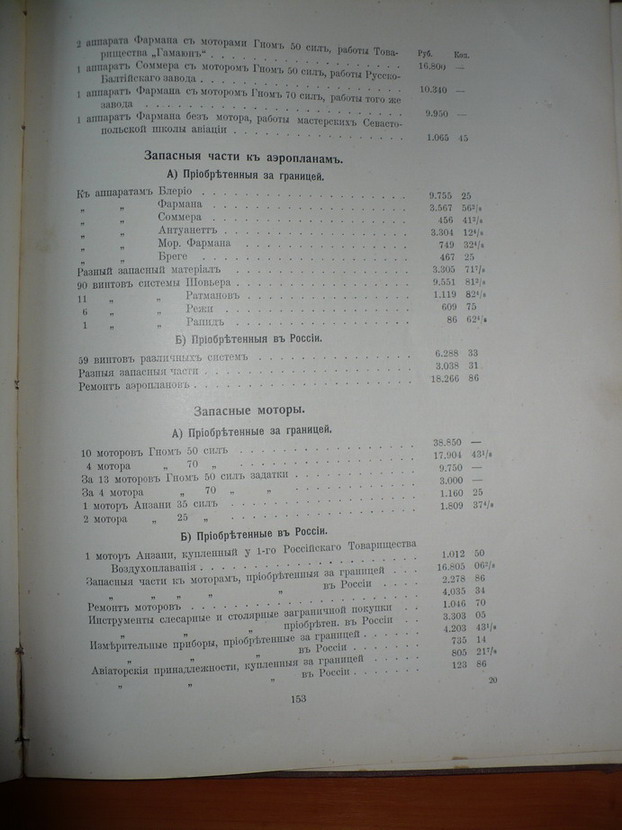 2 аппарата Фармана съ моторами Гномъ 50 силъ, работы Това-
рищества „Гамаюнъ“ . . . . . . . . . . Руб. Коп.
16.800 —
1 аппаратъ Соммера съ моторомъ Гномъ 50 силъ, работы Русско-
Балтійскаго завода . . . . . . . . . . 10.340 —
1 аппаратъ Фармана съ моторомъ Гномъ 70 силъ, работы того же
завода . . . . . . . . . . 9.950 —
1 аппаратъ Фармана безъ мотора, работы мастерскихъ Севасто-
польской школы авіаціи . . . . . . . . . . 1.065 45
Запасныя части къ аэропланамъ.
А) Пріобрѣтенныя за границей.
Къ аппаратамъ Блеріо . . . . . . . . . . 9.755 25
„ „ Фармана . . . . . . . . . . 3.567 56
„ „ Соммера . . . . . . . . . . 456 41
„ „ Антуанеттъ . . . . . . . . . . 3.304 12
„ „ Мор. Фармана . . . . . . . . . . 749 32
„ „ Бреге . . . . . . . . . . 467 25
Разный запасный матеріалъ . . . . . . . . . . 3.305 71
90 винтовъ системы Шовьера . . . . . . . . . . 9.551 81
11 „ „ Ратмановъ . . . . . . . . . . 1.119 82
6 „ „ Режи . . . . . . . . . . 609 75
1 „ „ Рапидъ . . . . . . . . . . 86 62
Б) Пріобрѣтенныя въ Россіи.
59 винтовъ различныхъ системъ . . . . . . . . . . 6.288 33
Разныя запасныя части . . . . . . . . . . 3.038 31
Ремонтъ аэроплановъ . . . . . . . . . . 18.266 86
Запасные моторы.
А) Пріобрѣтенные за границей.
10 моторовъ Гномъ 50 силъ . . . . . . . . . . 38.850 —
4 мотора „ 70 „ . . . . . . . . . . 17.904 43
За 13 моторовъ Гномъ 50 силъ задатки . . . . . . . . . . 9.750 —
За 4 мотора „ 70 „ „ . . . . . . . . . . 3.000 —
1 моторъ Анзани 35 силъ . . . . . . . . . . 1.160 25
2 мотора „ 25 „ . . . . . . . . . . 1.809 37
Б) Пріобрѣтенные въ Россіи.
1 моторъ Анзани, купленный у 1-го Россійскаго Товарищества
Воздухоплаванія . . . . . . . . . . 1.012 50
Запасныя части къ моторамъ, пріобрѣтенныя за границей . . . 16.805 06
„ „ „ „ „ въ Россіи . . . . 2.278 86
Ремонтъ моторовъ . . . . . . . . . . 4,035 34
Инструменты слесарные и столярные заграничной покупки . . 1.046 70
„ „ „ пріобрѣтен. въ Россіи . . 3.303 05
Измѣрительные приборы, пріобрѣтенные за границей . . . . . 4.203 43
„ „ „ въ Россіи . . . . . . 735 14
Авіаторскія принадлежности, купленныя за границей . . . . . 805 21
„ „ „ въ Россіи . . . . . . 123 86
20
153